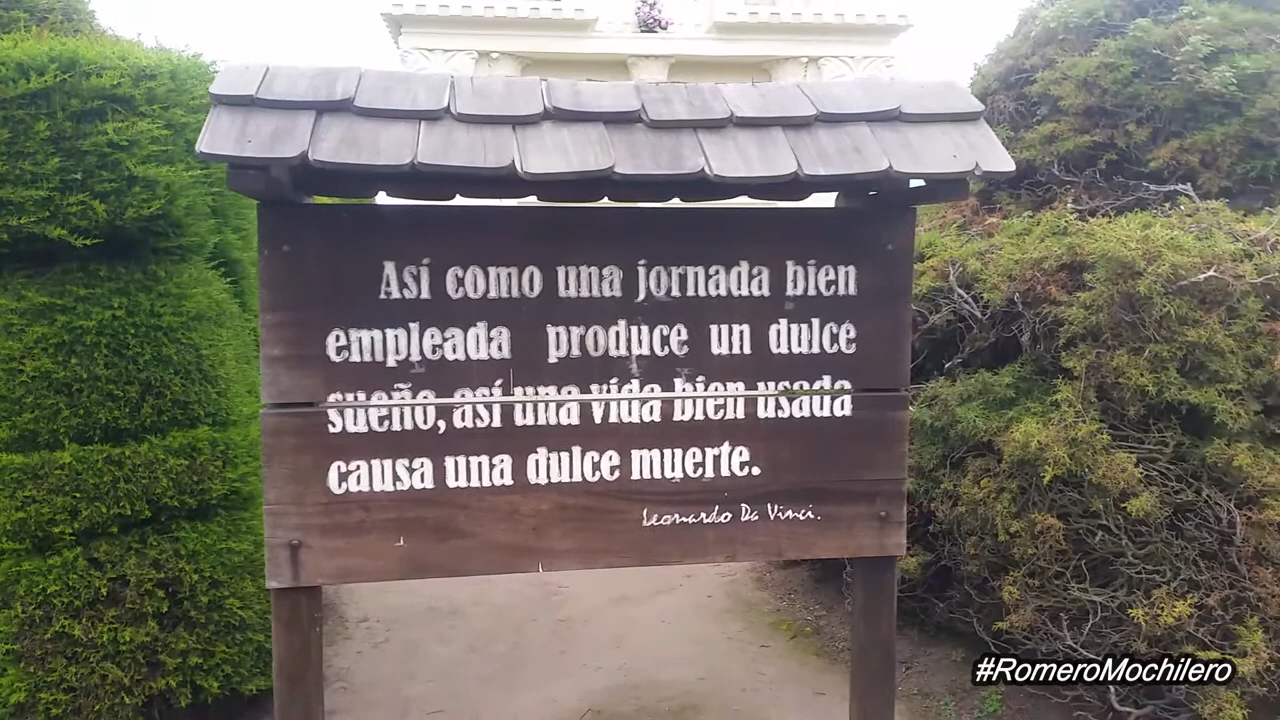 Así como una jornada bien
empleada produce un dulce
sueño, así una vida bien usada
causa una dulce muerte.
Leonardo Da Vinci.
#RomeroMochilero